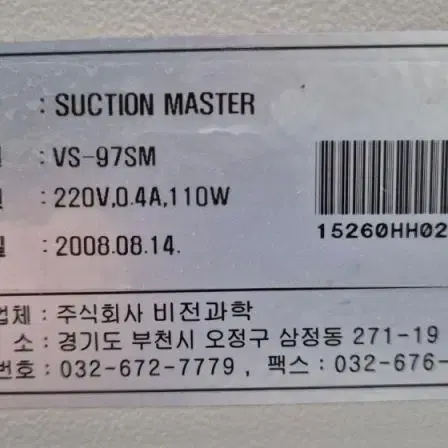 : SUCTION MASTER
: VS-97SM
: 220V,0.4A,110W
: 2008.08.14.
15260HH02
업체 : 주식회사 비전과학
소 : 경기도 부천시 오정구 삼정동 271-19
번호 : 032-672-7779 , 팩스 : 032-676-